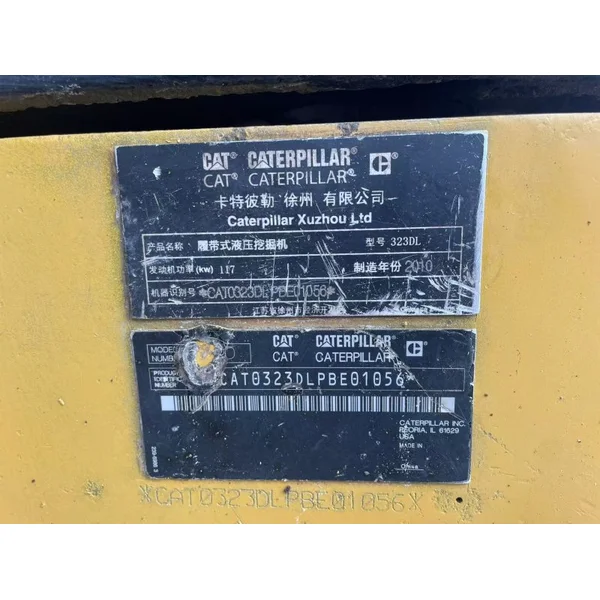 CAT® CATERPILLAR®
CAT® CATERPILLAR®
卡特彼勒 徐州 有限公司
Caterpillar Xuzhou Ltd
产品名称 履带式液压挖掘机 型号 323DL
发动机功率(kw) 117 制造年份 2010
机器识别号 *CAT0323DLPBE01056*
CAT® CATERPILLAR®
CAT® CATERPILLAR®
MODEL
NUMBER
PRODUCT
IDENTIFICATION
NUMBER
CAT0323DLPBE01056*
CATERPILLAR INC.
PEORIA, IL 61629
USA
MADE IN
China
*CAT0323DLPBE01056*